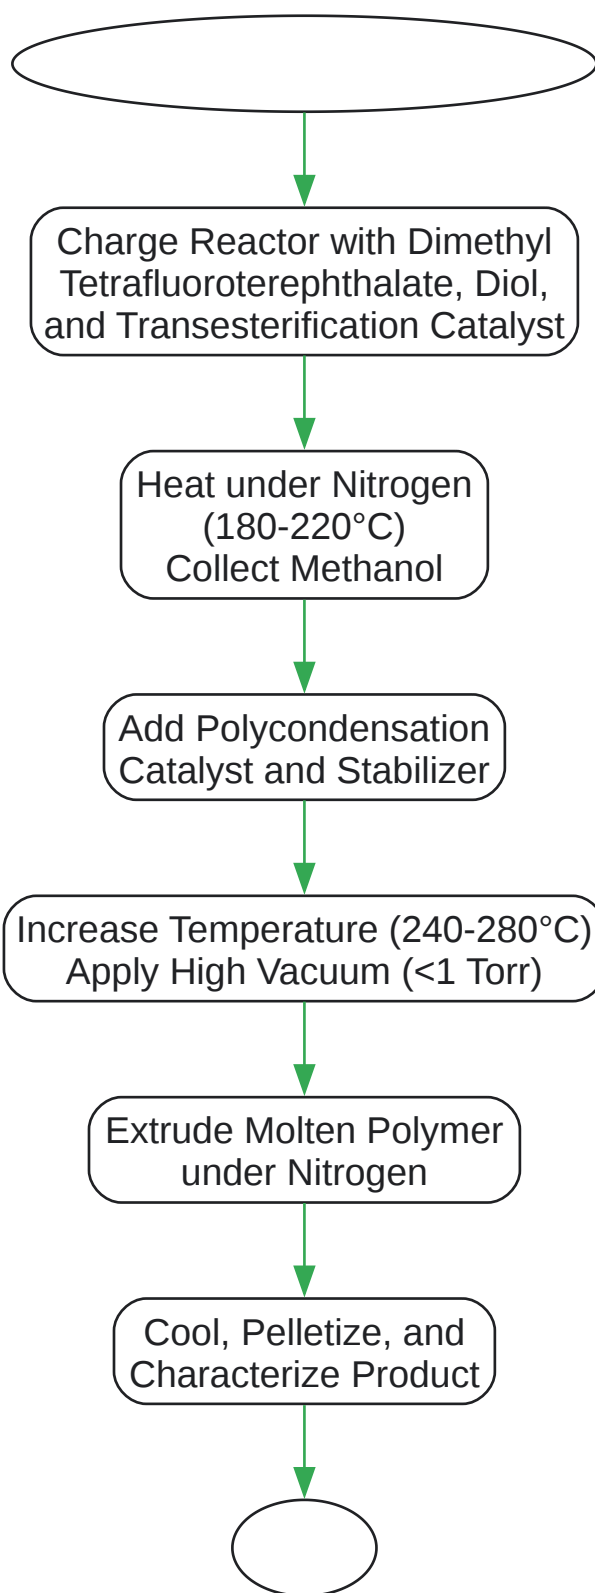 Charge Reactor with Dimethyl
Tetrafluoroterephthalate, Diol,
and Transesterification Catalyst
Heat under Nitrogen
(180-220°C)
Collect Methanol
Add Polycondensation
Catalyst and Stabilizer
Increase Temperature (240-280°C)
Apply High Vacuum (<1 Torr)
Extrude Molten Polymer
under Nitrogen
Cool, Pelletize, and
Characterize Product